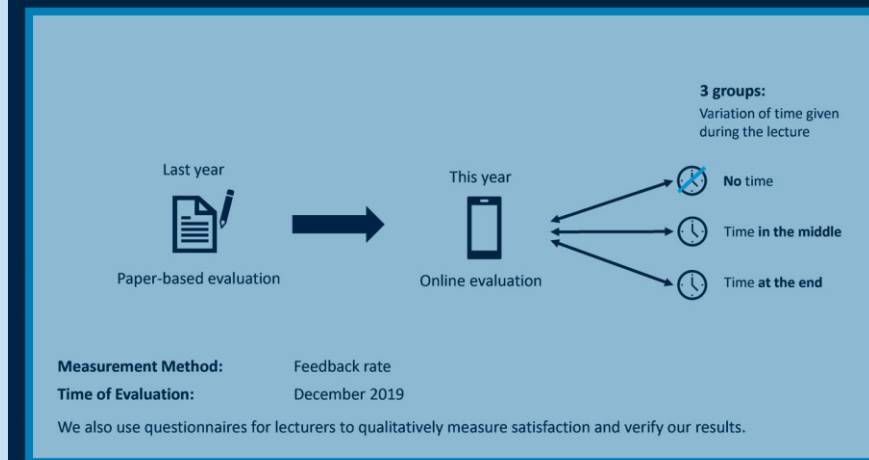 3 groups:
Variation of time given
during the lecture
Last year
This year
No time
Time in the middle
Paper-based evaluation
Online evaluation
Time at the end
Measurement Method: Feedback rate
Time of Evaluation: December 2019
We also use questionnaires for lecturers to qualitatively measure satisfaction and verify our results.